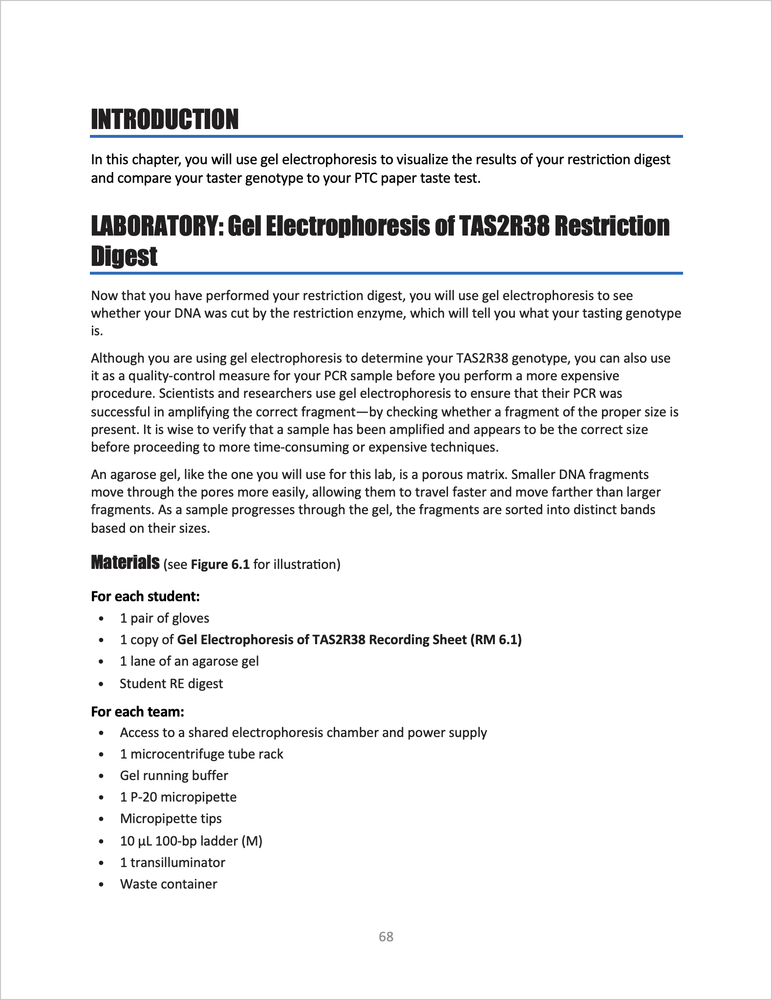 INTRODUCTION
In this chapter, you will use gel electrophoresis to visualize the results of your restriction digest
and compare your taster genotype to your PTC paper taste test.
LABORATORY: Gel Electrophoresis of TAS2R38 Restriction
Digest
Now that you have performed your restriction digest, you will use gel electrophoresis to see
whether your DNA was cut by the restriction enzyme, which will tell you what your tasting genotype
is.
Although you are using gel electrophoresis to determine your TAS2R38 genotype, you can also use
it as a quality-control measure for your PCR sample before you perform a more expensive
procedure. Scientists and researchers use gel electrophoresis to ensure that their PCR was
successful in amplifying the correct fragment—by checking whether a fragment of the proper size is
present. It is wise to verify that a sample has been amplified and appears to be the correct size
before proceeding to more time-consuming or expensive techniques.
An agarose gel, like the one you will use for this lab, is a porous matrix. Smaller DNA fragments
move through the pores more easily, allowing them to travel faster and move farther than larger
fragments. As a sample progresses through the gel, the fragments are sorted into distinct bands
based on their sizes.
Materials (see Figure 6.1 for illustration)
For each student:
• 1 pair of gloves
• 1 copy of Gel Electrophoresis of TAS2R38 Recording Sheet (RM 6.1)
• 1 lane of an agarose gel
• Student RE digest
For each team:
• Access to a shared electrophoresis chamber and power supply
• 1 microcentrifuge tube rack
• Gel running buffer
• 1 P-20 micropipette
• Micropipette tips
• 10 µL 100-bp ladder (M)
• 1 transilluminator
• Waste container
68